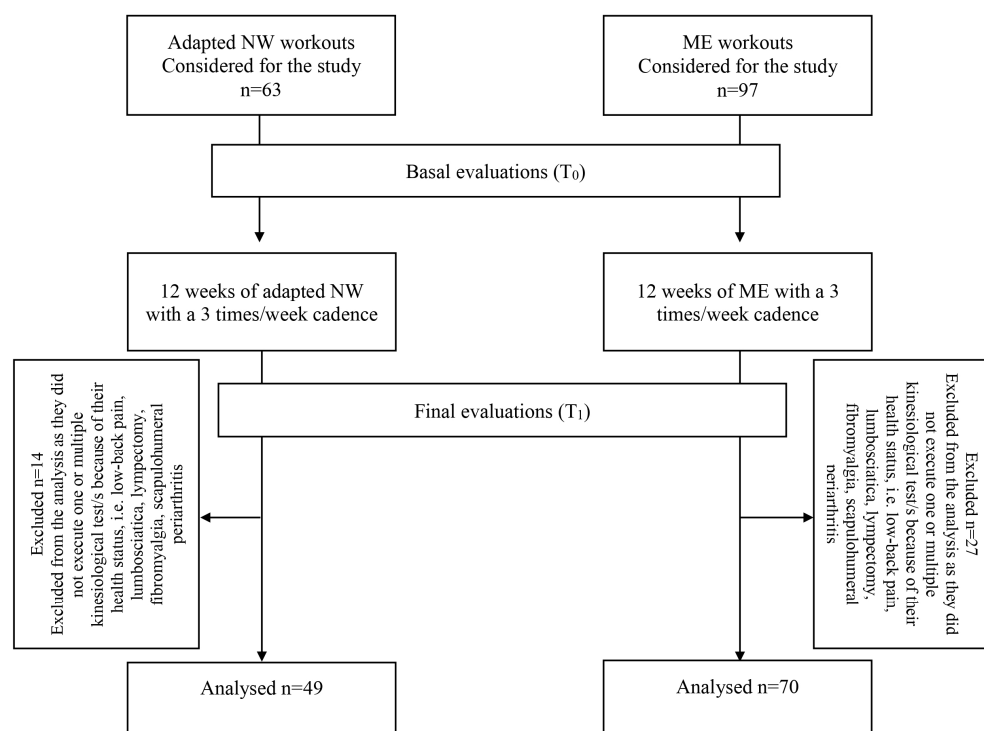 Adapted NW workouts
Considered for the study
n=63
ME workouts
Considered for the study
n=97
Basal evaluations (T₀)
12 weeks of adapted NW
with a 3 times/week cadence
12 weeks of ME with a 3
times/week cadence
Final evaluations (T₁)
Excluded n=14
Excluded from the analysis as they did
not execute one or multiple
kinesiological test/s because of their
health status, i.e. low-back pain,
lumbosciatica, lympectomy,
fibromyalgia, scapulohumeral
periarthritis
Excluded n=27
Excluded from the analysis as they did
not execute one or multiple
kinesiological test/s because of their
health status, i.e. low-back pain,
lumbosciatica, lympectomy,
fibromyalgia, scapulohumeral
periarthritis
Analysed n=49
Analysed n=70